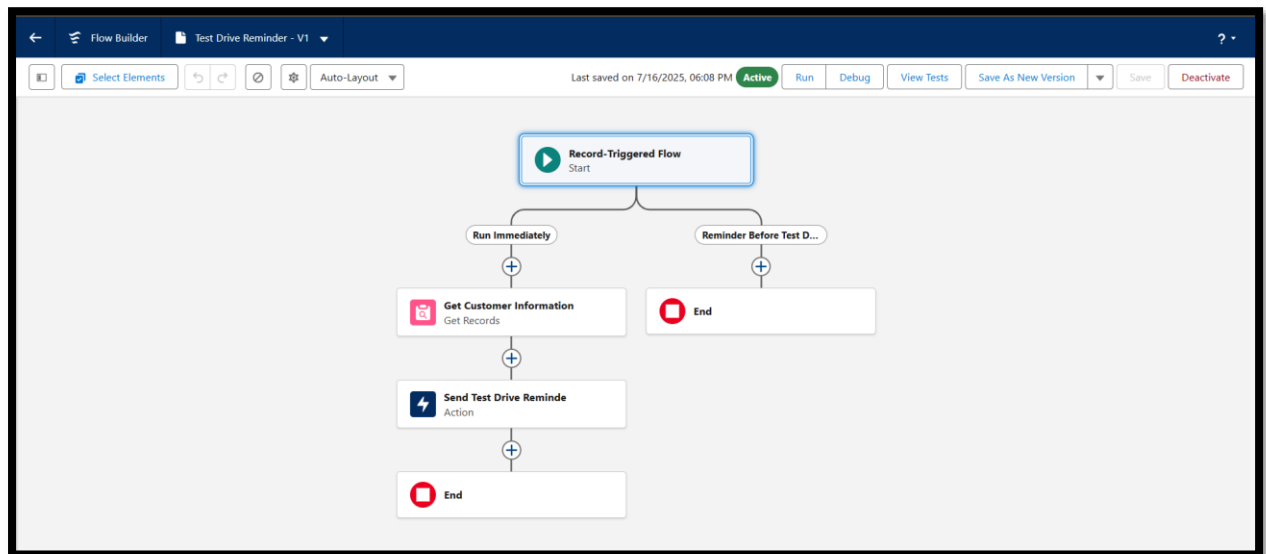 Flow Builder
Test Drive Reminder - V1
?
Select Elements
Auto-Layout
Last saved on 7/16/2025, 06:08 PM
Active
Run
Debug
View Tests
Save As New Version
Save
Deactivate
Record-Triggered Flow
Start
Run Immediately
Reminder Before Test D...
Get Customer Information
Get Records
End
Send Test Drive Reminde
Action
End